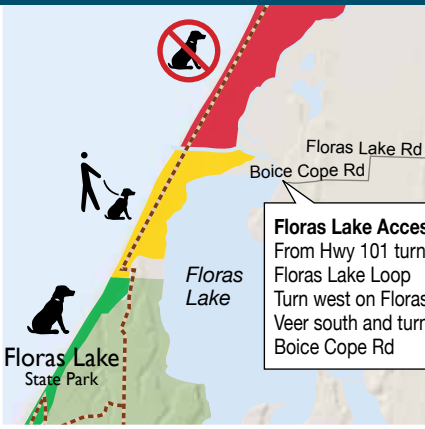 Floras Lake Rd
Boice Cope Rd
Floras Lake
From Hwy 101 turn
Floras Lake Loop
Turn west on Floras
Veer south and turn
Boice Cope Rd
Floras
Lake
Floras Lake
State Park